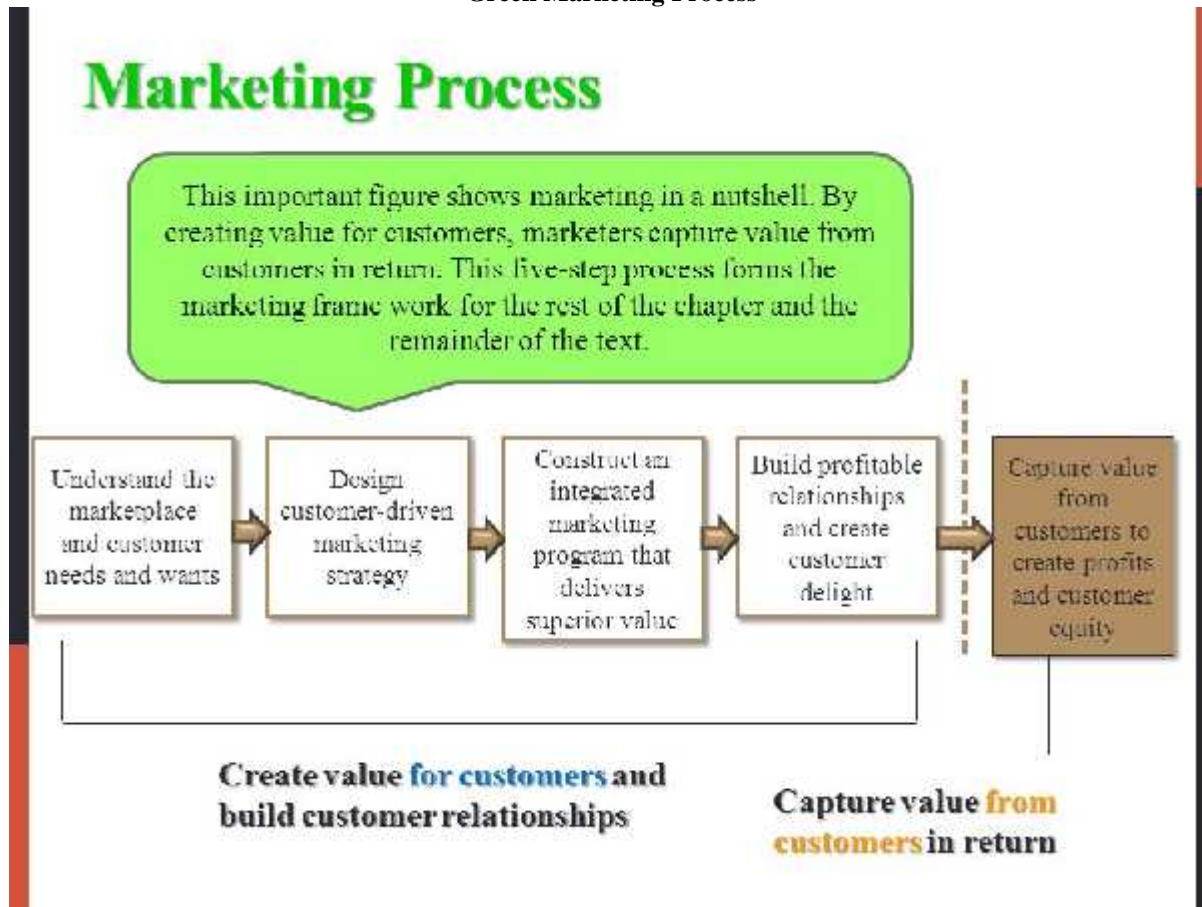 Green Marketing Process
Marketing Process
This important figure shows marketing in a nutshell. By
creating value for customers, marketers capture value from
customers in return. This five-step process forms the
marketing frame work for the rest of the chapter and the
remainder of the text.
Understand the
marketplace
and customer
needs and wants
Design
customer-driven
marketing
strategy
Construct an
integrated
marketing
program that
delivers
superior value
Build profitable
relationships
and create
customer
delight
Capture value
from
customers to
create profits
and customer
equity
Create value for customers and
build customer relationships
Capture value from
customers in return